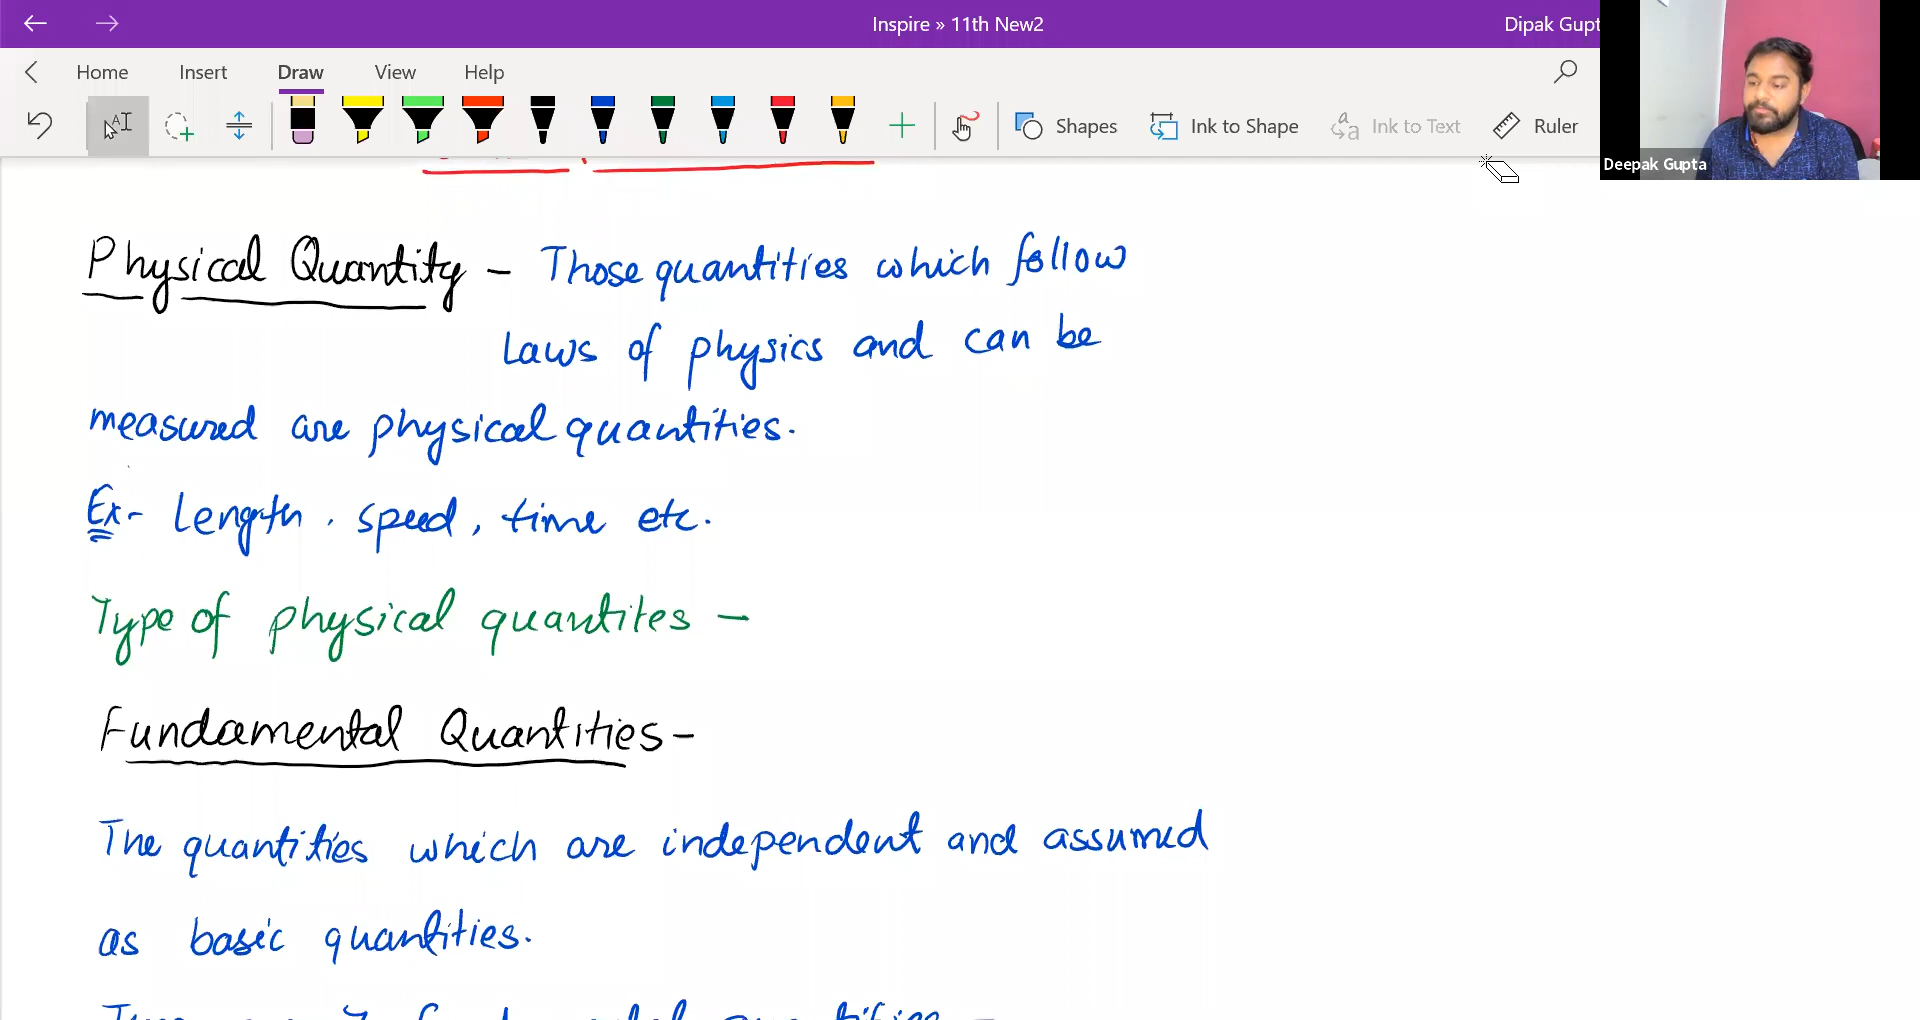 Inspire » 11th New2
Dipak Gupt
Home Insert Draw View Help
Shapes Ink to Shape Ink to Text Ruler
Deepak Gupta
Physical Quantity - Those quantities which follow
Laws of physics and can be
measured are physical quantities.
Ex- Length, speed, time etc.
Type of physical quantites -
Fundamental Quantities-
The quantities which are independent and assumed
as basic quantities.